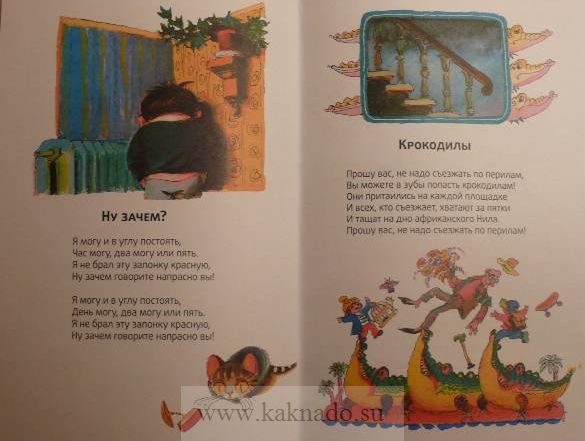 Ну зачем?
Я могу и в углу постоять,
Час могу, два могу или пять.
Я не брал эту запонку красную,
Ну зачем говорите напрасно вы!
Я могу и в углу постоять,
День могу, два могу или пять.
Я не брал эту запонку красную,
Ну зачем говорите напрасно вы!
Крокодилы
Прошу вас, не надо съезжать по перилам,
Вы можете в зубы попасть крокодилам!
Они притаились на каждой площадке
И всех, кто съезжает, хватают за пятки
И тащат на дно африканского Нила.
Прошу вас, не надо съезжать по перилам!
www.kaknado.su